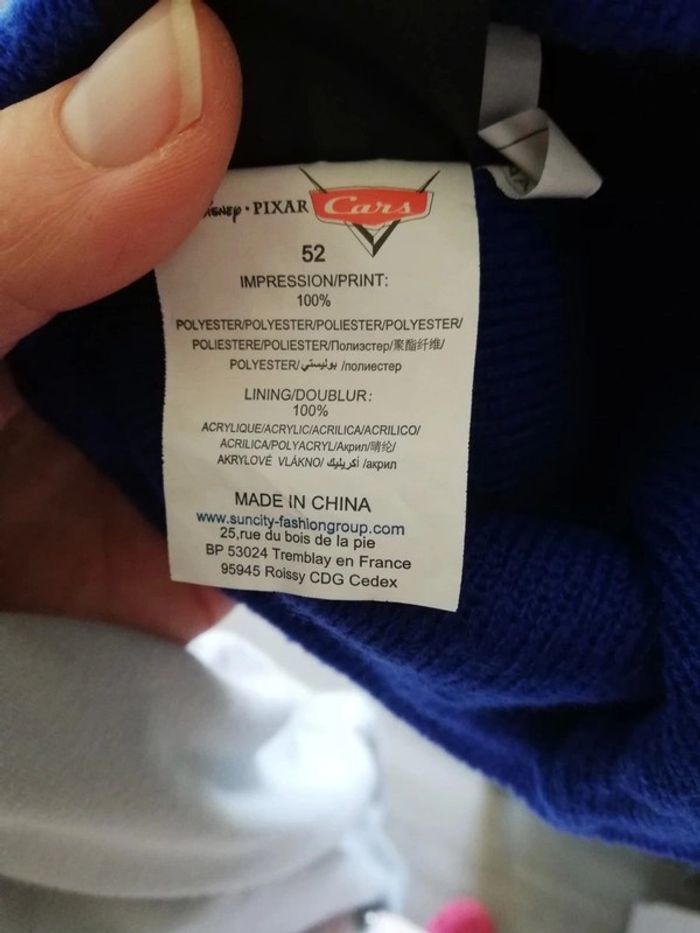 DISNEY • PIXAR Cars
52
IMPRESSION/PRINT:
100%
POLYESTER/POLYESTER/POLIESTER/POLYESTER/
POLIESTERE/POLIESTER/Полиэстер/聚酯纤维/
POLYESTER/بوليستي /полиестер
LINING/DOUBLUR:
100%
ACRYLIQUE/ACRYLIC/ACRILICA/ACRILICO/
ACRILICA/POLYACRYL/Акрил/晴纶/
AKRYLOVÉ VLÁKNO/ أكريليك /акрил
MADE IN CHINA
www.suncity-fashiongroup.com
25,rue du bois de la pie
BP 53024 Tremblay en France
95945 Roissy CDG Cedex